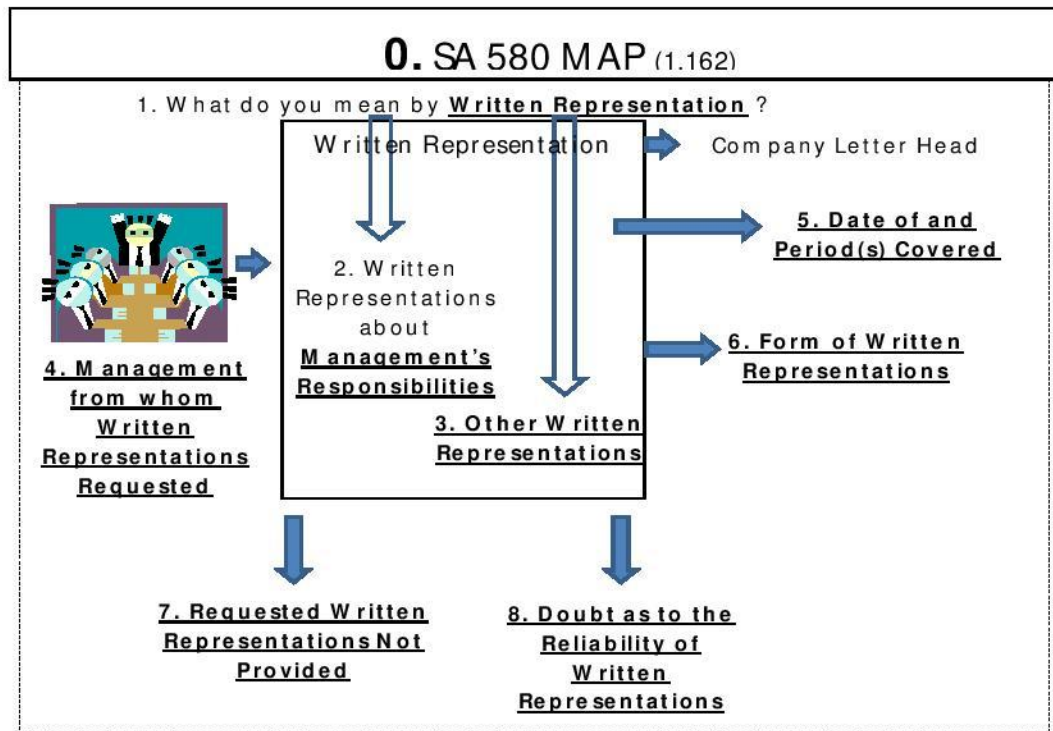 0. SA 580 MAP (1.162)
1. What do you mean by Written Representation ?
Written Representation
Company Letter Head
5. Date of and
Period(s) Covered
2. Written
Representations
about
Management's
Responsibilities
6. Form of Written
Representations
4. Management
from whom
Written
Representations
Requested
3. Other Written
Representations
7. Requested Written
Representations Not
Provided
8. Doubt as to the
Reliability of
Written
Representations